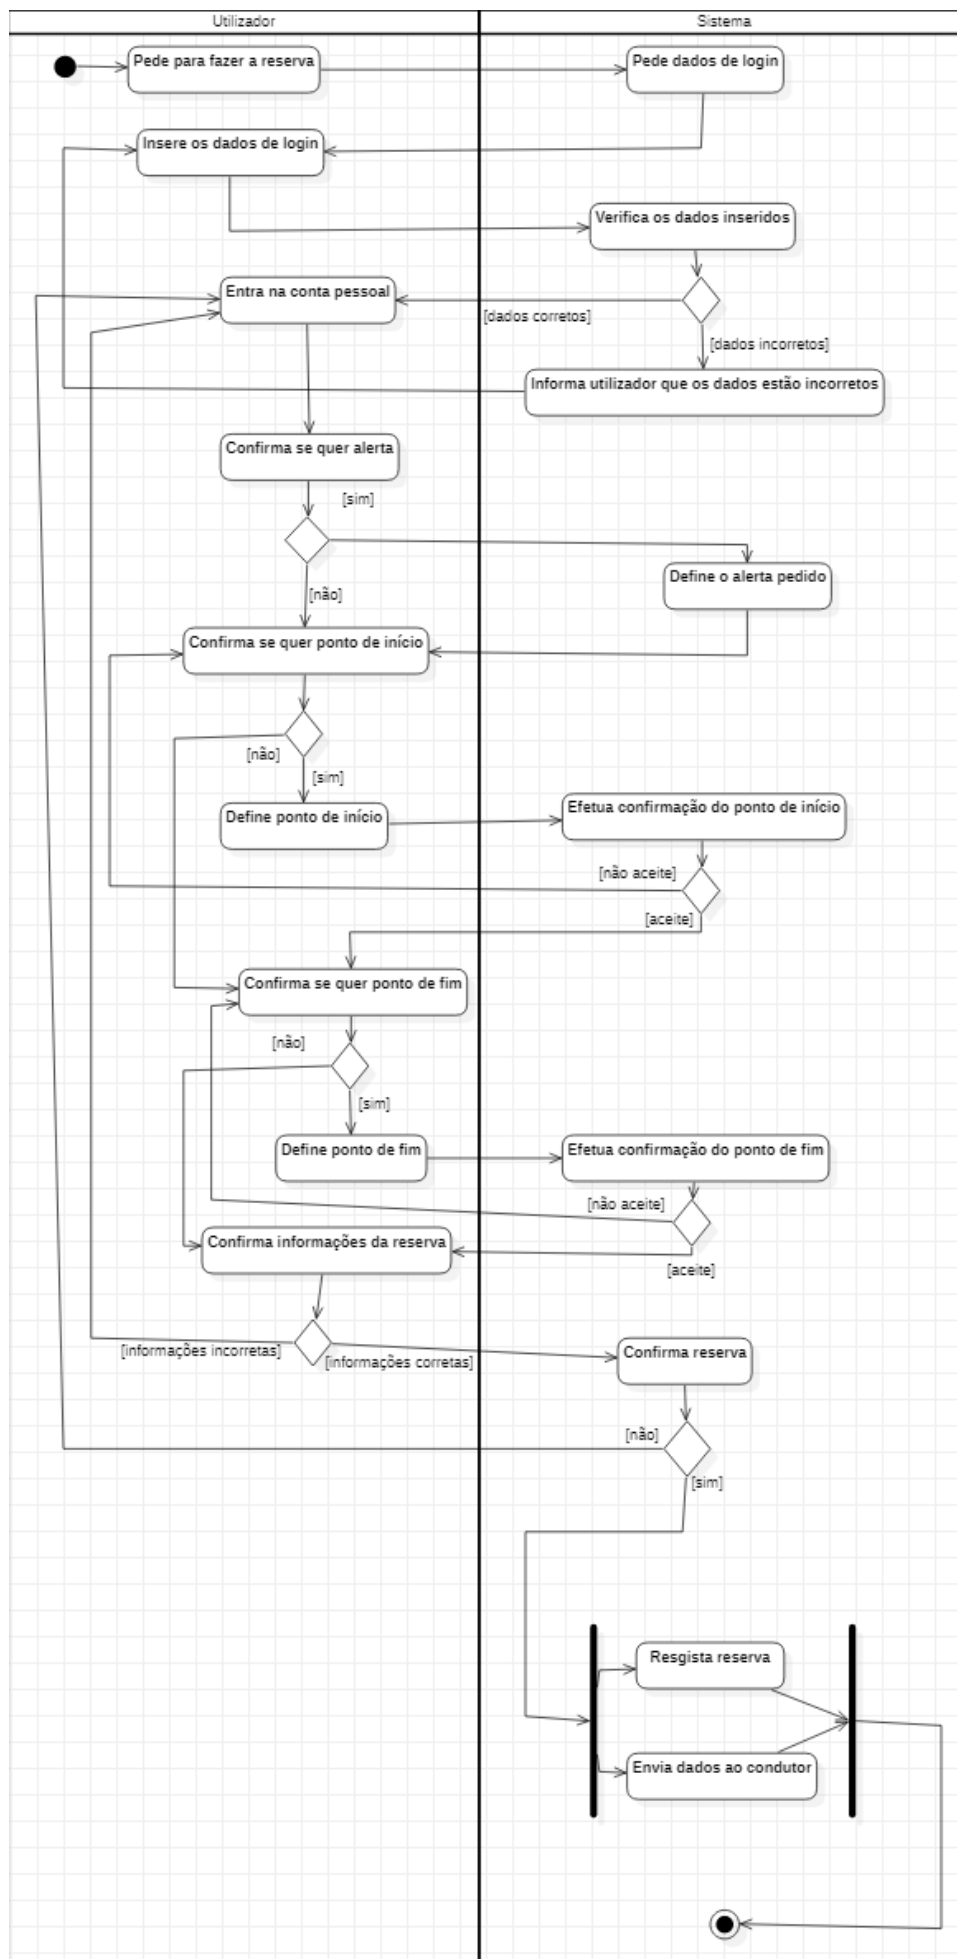 Utilizador
Sistema
Pede para fazer a reserva
Pede dados de login
Insere os dados de login
Verifica os dados inseridos
Entra na conta pessoal
[dados corretos]
[dados incorretos]
Informa utilizador que os dados estão incorretos
Confirma se quer alerta
[sim]
Define o alerta pedido
[não]
Confirma se quer ponto de início
[não]
[sim]
Define ponto de início
Efetua confirmação do ponto de início
[não aceite]
[aceite]
Confirma se quer ponto de fim
[não]
[sim]
Define ponto de fim
Efetua confirmação do ponto de fim
[não aceite]
Confirma informações da reserva
[aceite]
[informações incorretas]
[informações corretas]
Confirma reserva
[não]
[sim]
Resgista reserva
Envia dados ao condutor